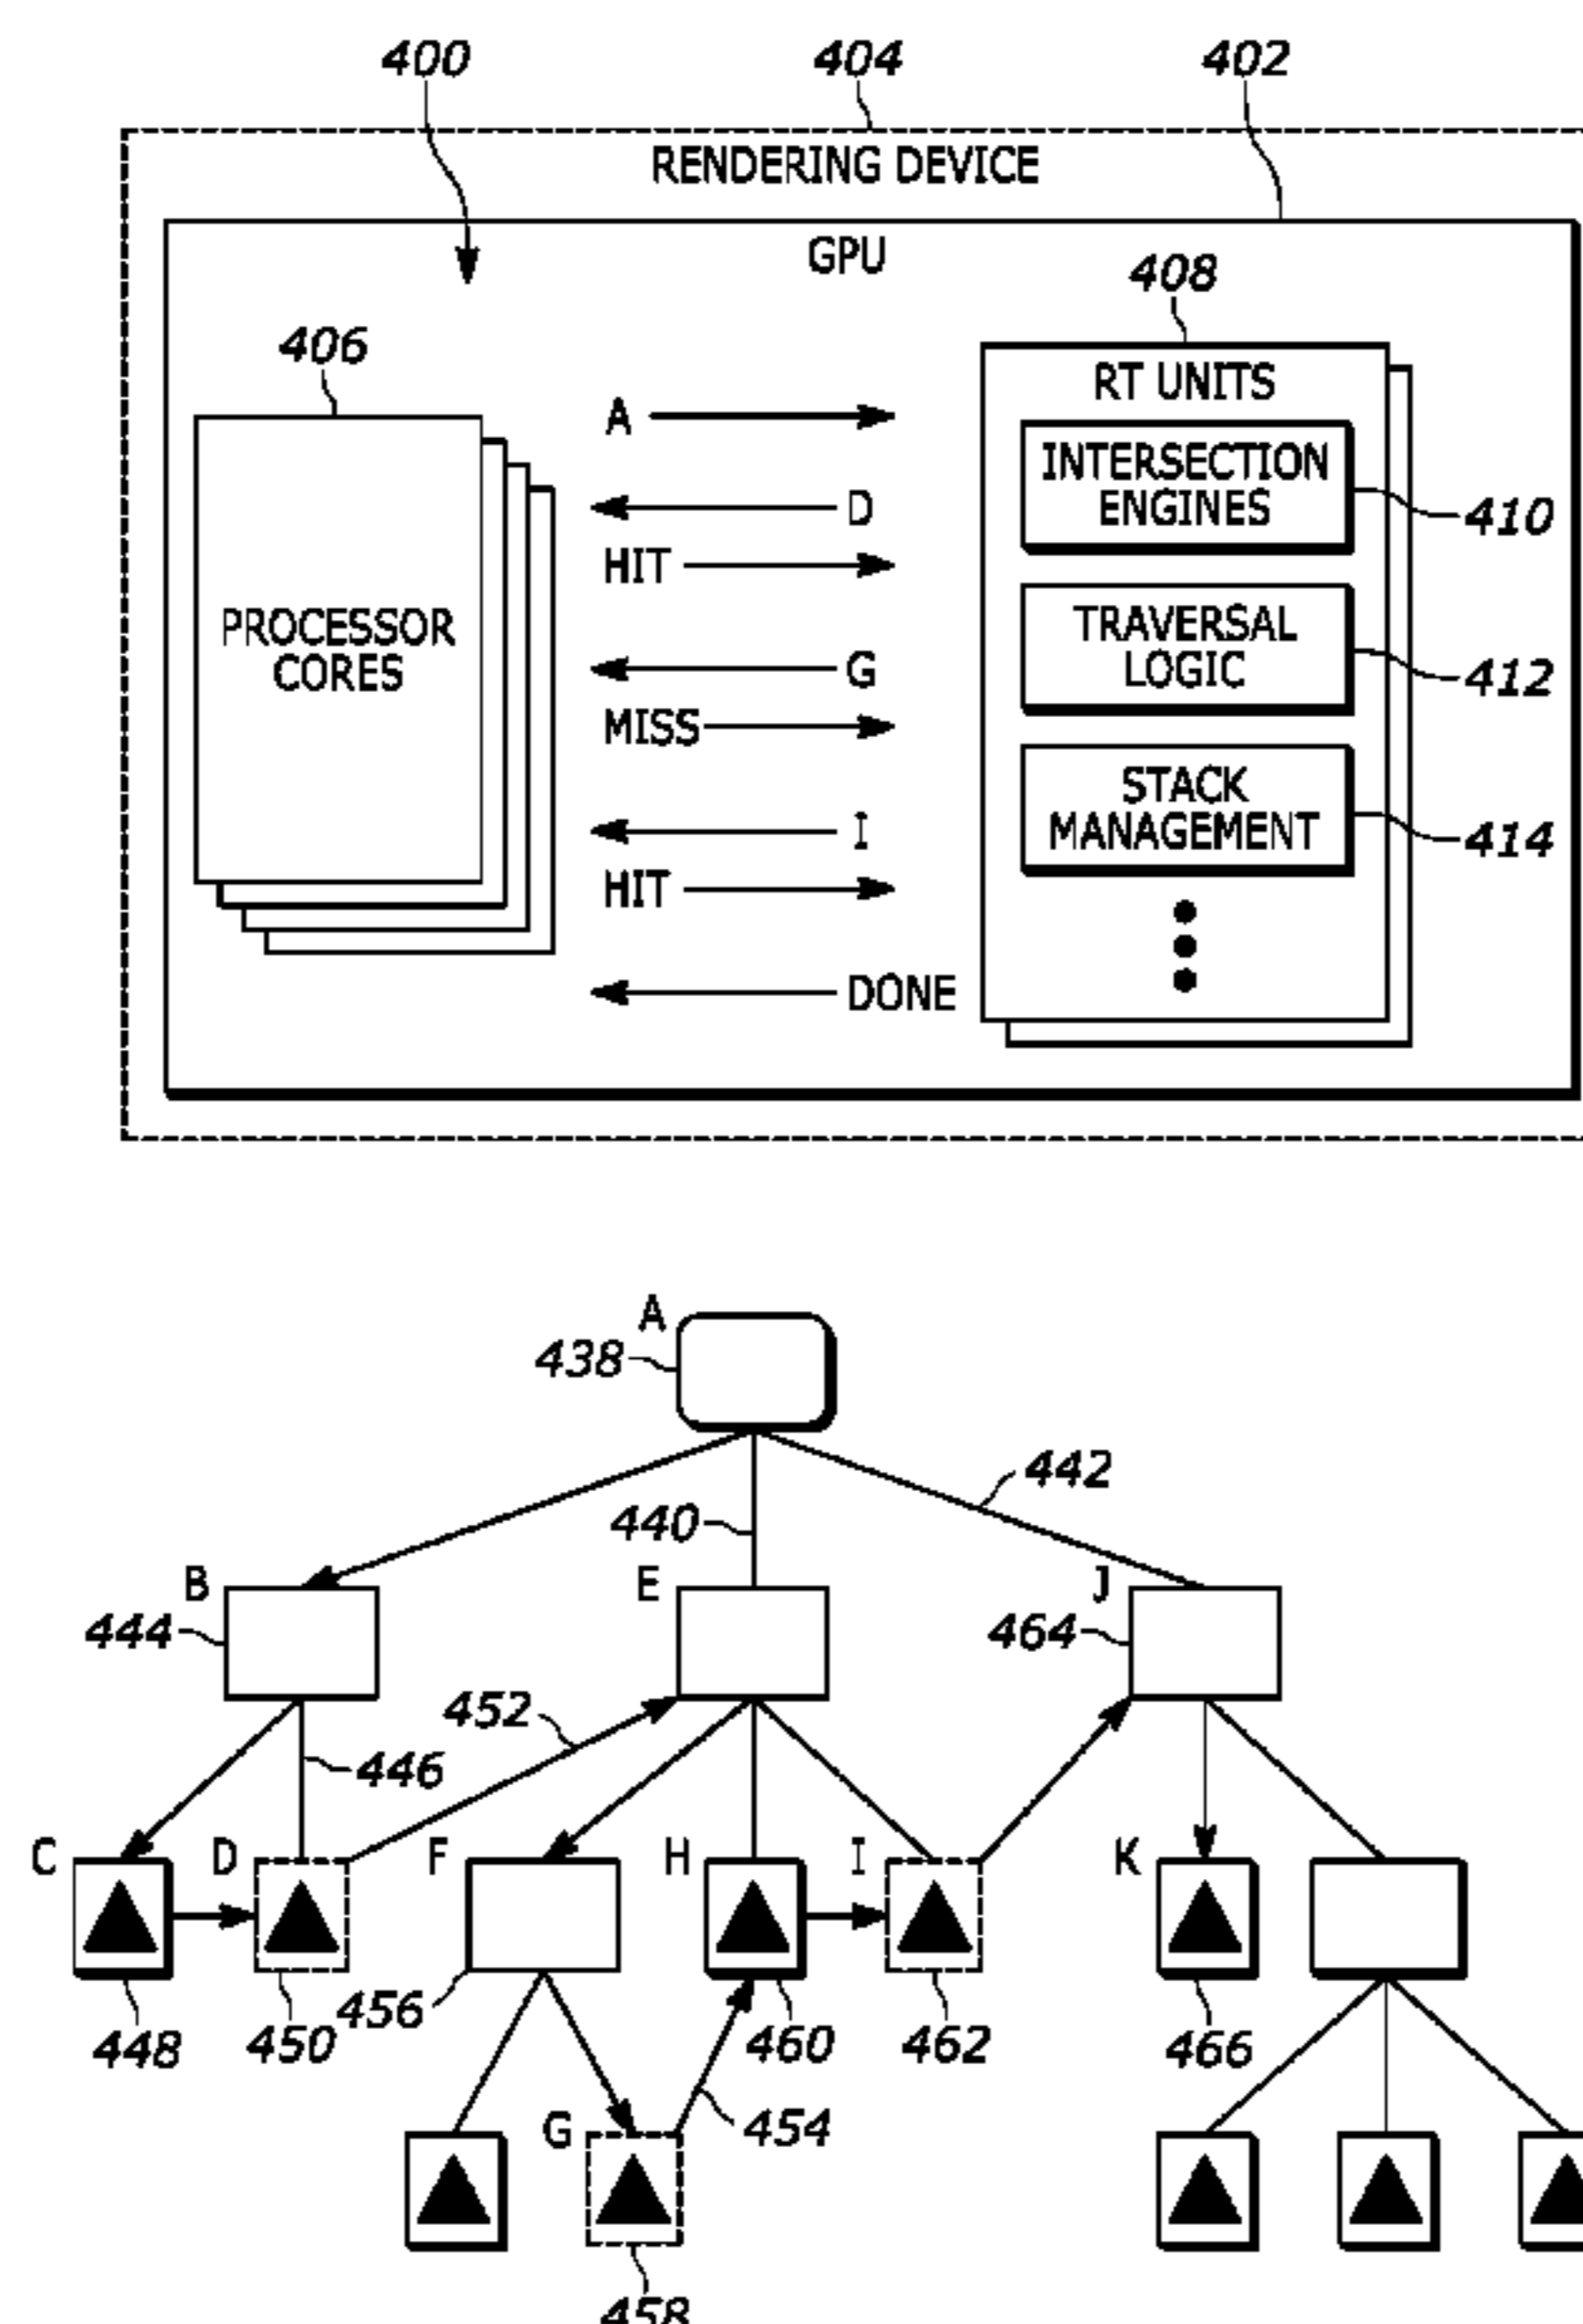 400 404 402
RENDERING DEVICE
GPU
408
406
RT UNITS
A
INTERSECTION
ENGINES
410
D
HIT
PROCESSOR
CORES
TRAVERSAL
LOGIC
412
G
MISS
STACK
MANAGEMENT
414
I
HIT
DONE
A
438
442
440
B E J
444 464
452
446
C D F H I K
448 450 456 460 462 466
G 454
458